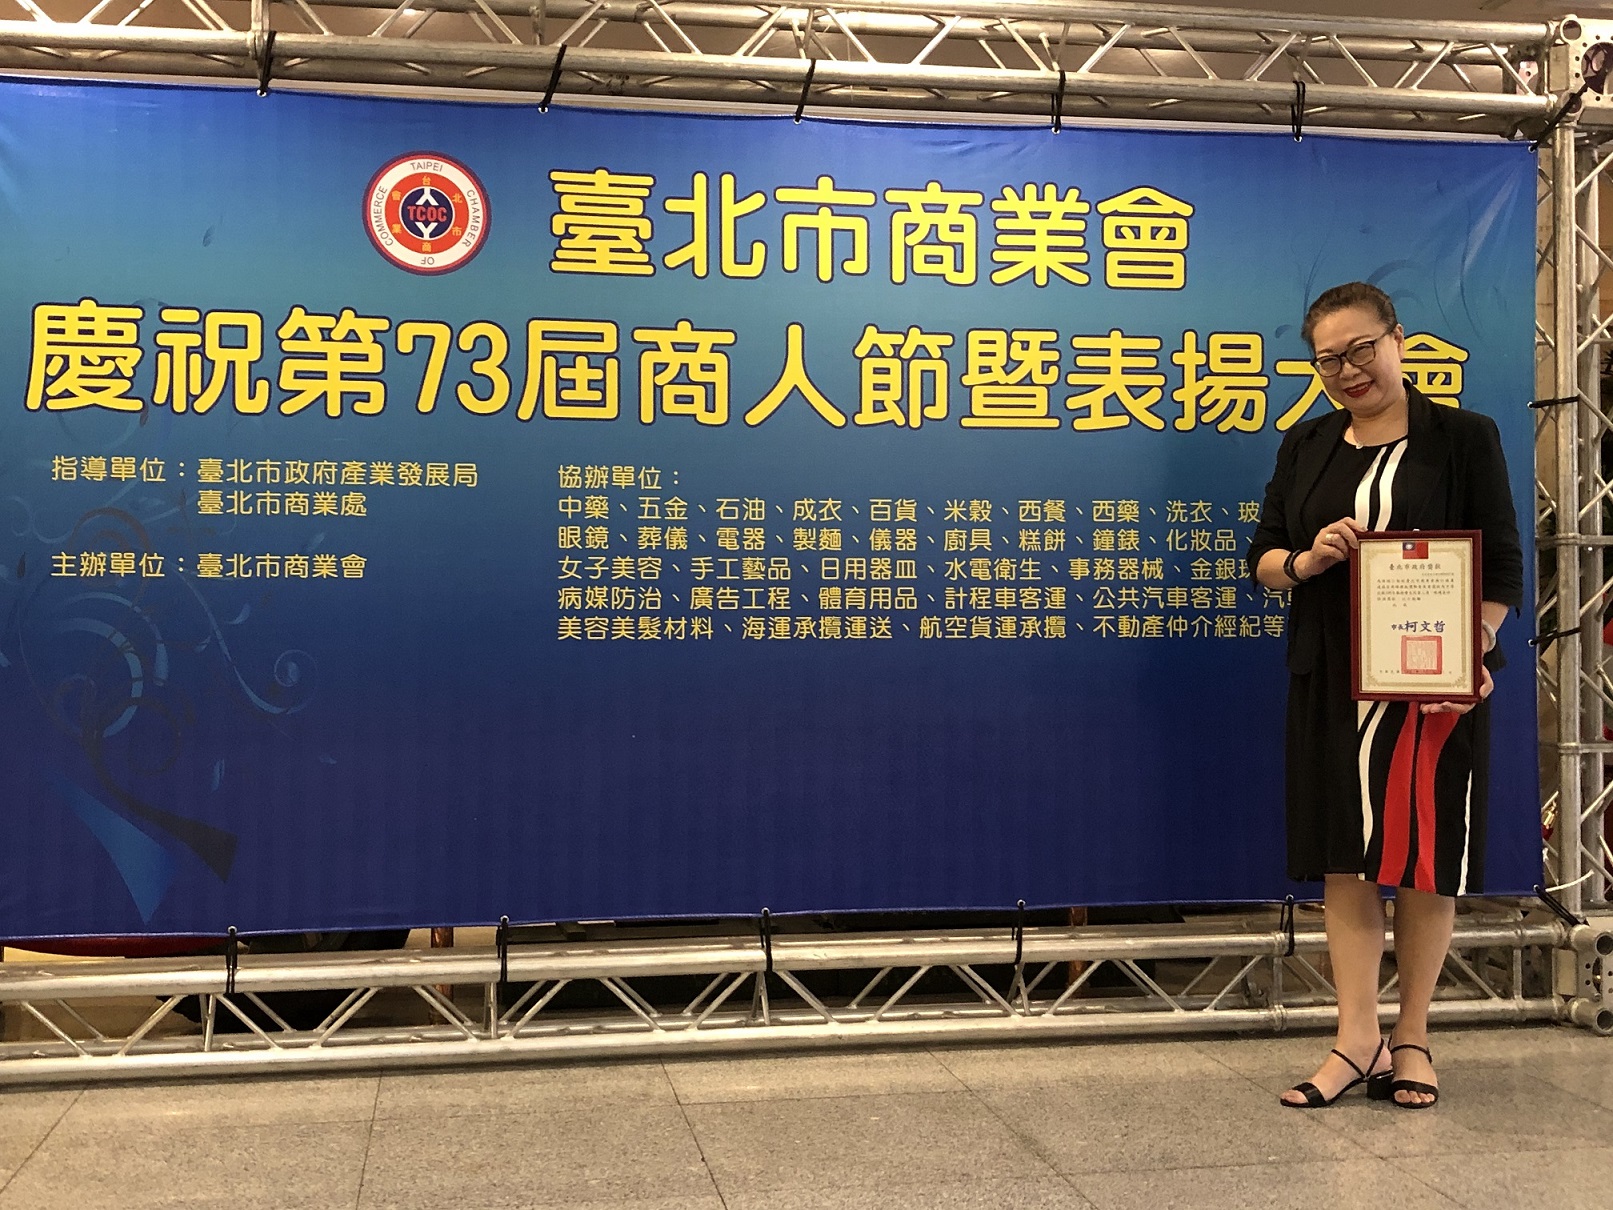 TAIPEI CHAMBER OF COMMERCE
台北市商業會
TCOC
臺北市商業會
慶祝第73屆商人節暨表揚大會
指導單位：臺北市政府產業發展局
臺北市商業處
主辦單位：臺北市商業會
協辦單位：
中藥、五金、石油、成衣、百貨、米穀、西餐、西藥、洗衣、玻
眼鏡、葬儀、電器、製麵、儀器、廚具、糕餅、鐘錶、化妝品、
女子美容、手工藝品、日用器皿、水電衛生、事務器械、金銀珠
病媒防治、廣告工程、體育用品、計程車客運、公共汽車客運、汽車
美容美髮材料、海運承攬運送、航空貨運承攬、不動產仲介經紀等
臺北市政府獎狀
市長 柯文哲